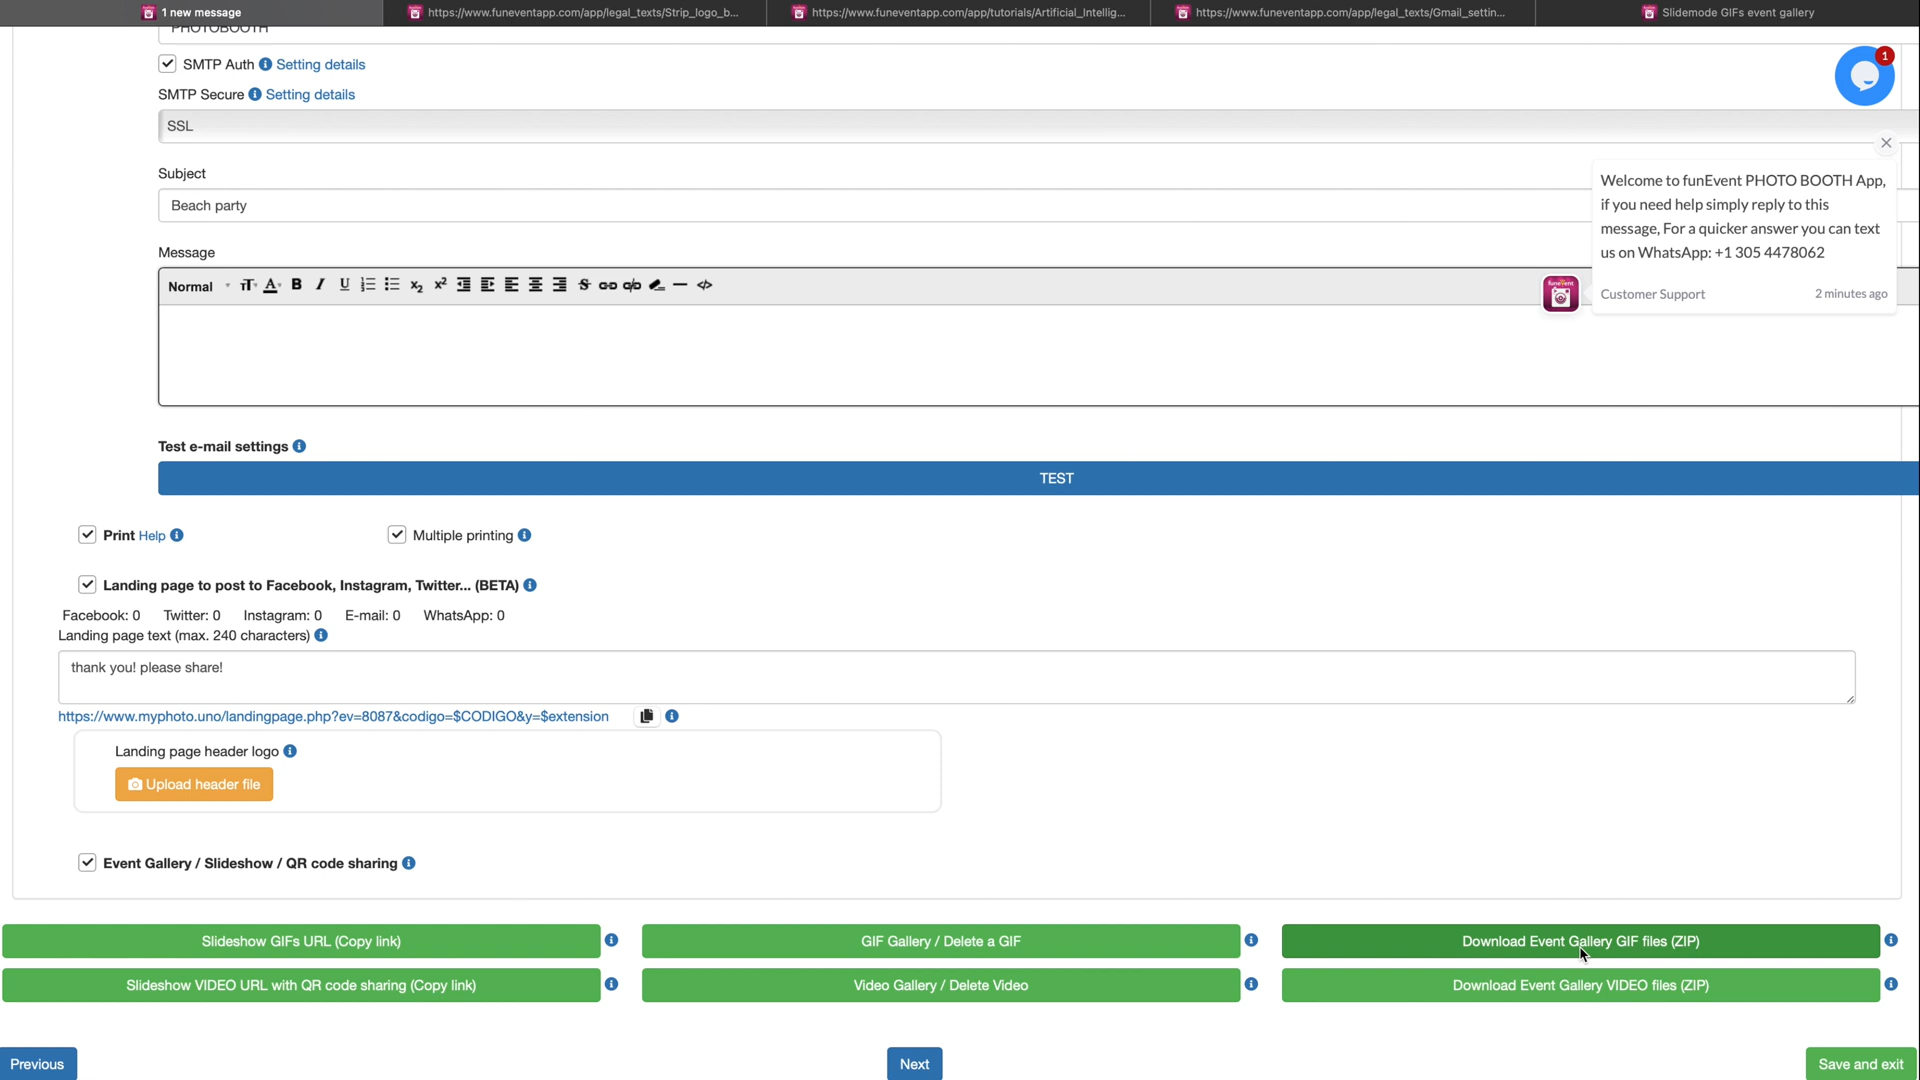 1 new message
https://www.funeventapp.com/app/legal_texts/Strip_logo_b...
https://www.funeventapp.com/app/tutorials/Artificial_Intellig...
https://www.funeventapp.com/app/legal_texts/Gmail_settin...
Slidemode GIFs event gallery
PHOTOBOOTH
SMTP Auth Setting details
1
SMTP Secure Setting details
SSL
Subject
Beach party
Welcome to funEvent PHOTO BOOTH App,
if you need help simply reply to this
message, For a quicker answer you can text
us on WhatsApp: +1 305 4478062
Customer Support 2 minutes ago
Message
Normal
Test e-mail settings
TEST
Print Help Multiple printing
Landing page to post to Facebook, Instagram, Twitter... (BETA)
Facebook: 0 Twitter: 0 Instagram: 0 E-mail: 0 WhatsApp: 0
Landing page text (max. 240 characters)
thank you! please share!
https://www.myphoto.uno/landingpage.php?ev=8087&codigo=$CODIGO&y=$extension
Landing page header logo
Upload header file
Event Gallery / Slideshow / QR code sharing
Slideshow GIFs URL (Copy link) GIF Gallery / Delete a GIF Download Event Gallery GIF files (ZIP)
Slideshow VIDEO URL with QR code sharing (Copy link) Video Gallery / Delete Video Download Event Gallery VIDEO files (ZIP)
Previous Next Save and exit